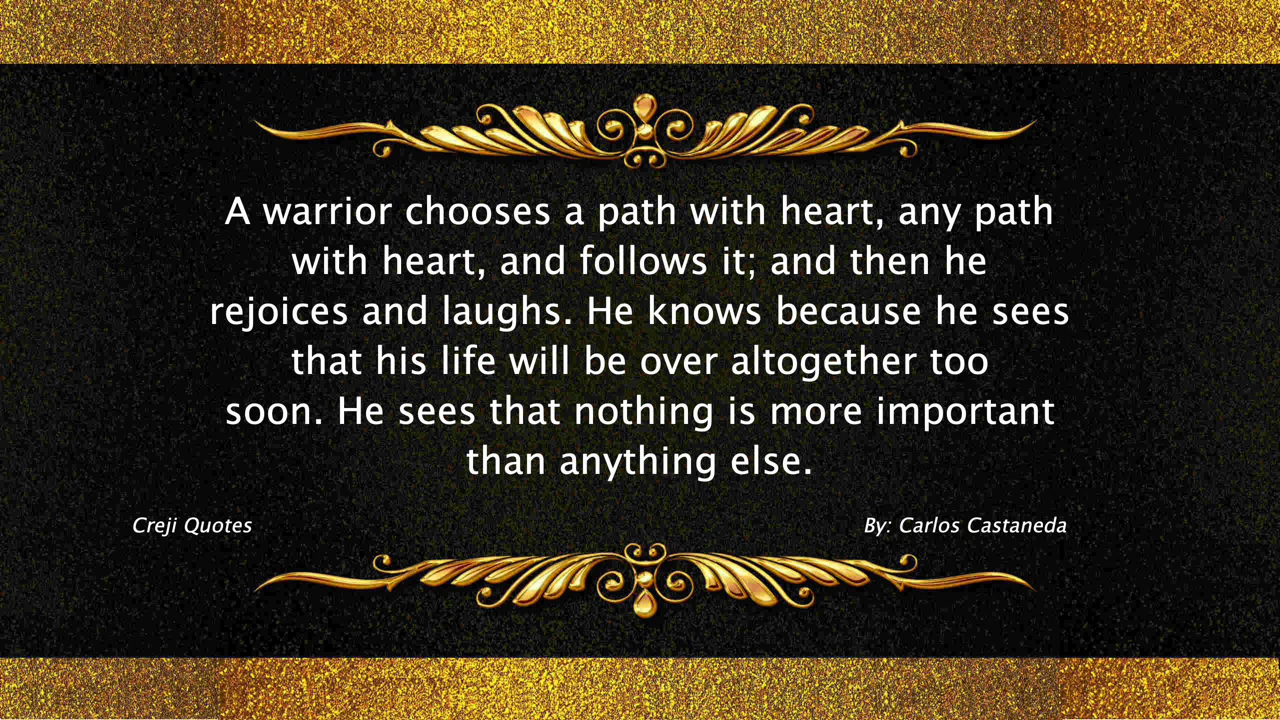 A warrior chooses a path with heart, any path
with heart, and follows it; and then he
rejoices and laughs. He knows because he sees
that his life will be over altogether too
soon. He sees that nothing is more important
than anything else.
Creji Quotes
By: Carlos Castaneda